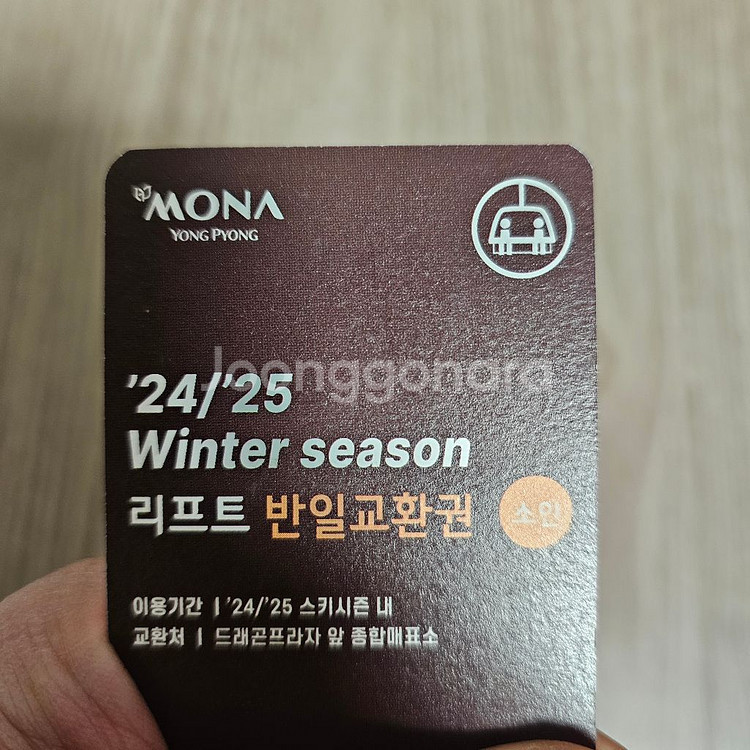 MONA
YONG PYONG
Joonggonara
'24/'25
Winter season
리프트 반일교환권 소인
이용기간 | '24/'25 스키시즌 내
교환처 | 드래곤프라자 앞 종합매표소